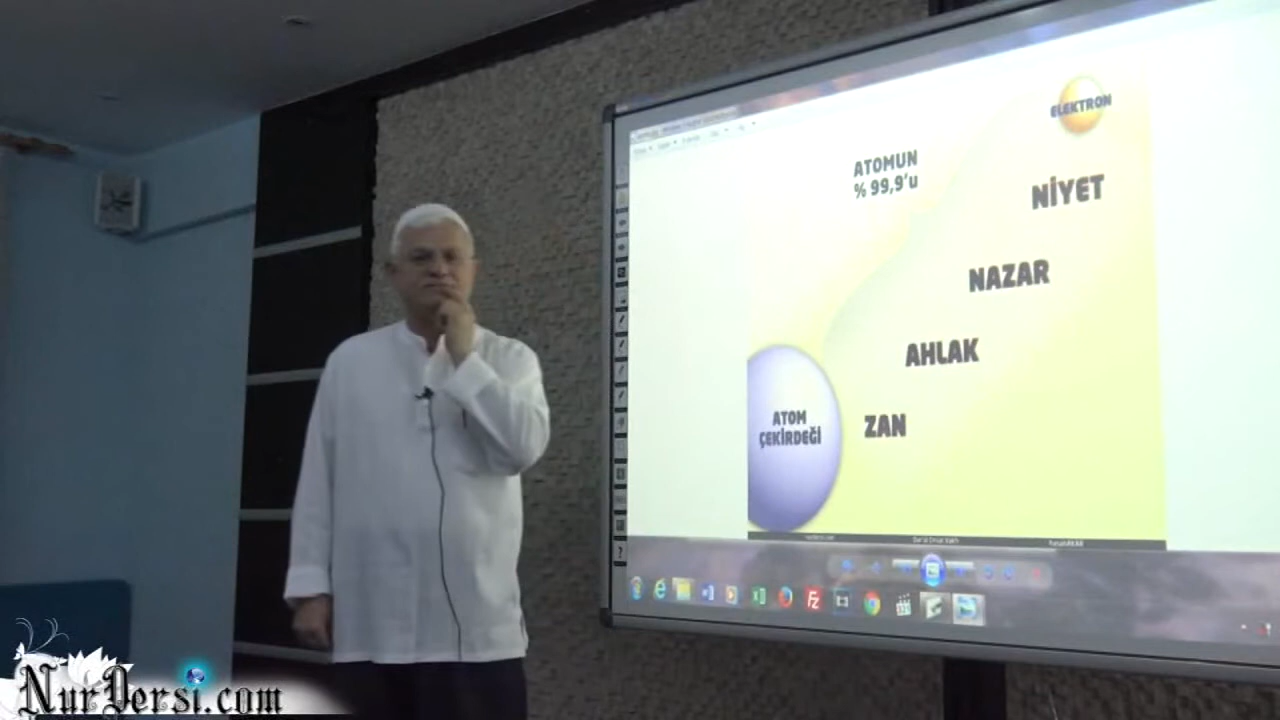 ELEKTRON
ATOMUN
% 99,9'u
NİYET
NAZAR
AHLAK
ATOM
ÇEKİRDEĞİ
ZAN
NurDersi.com